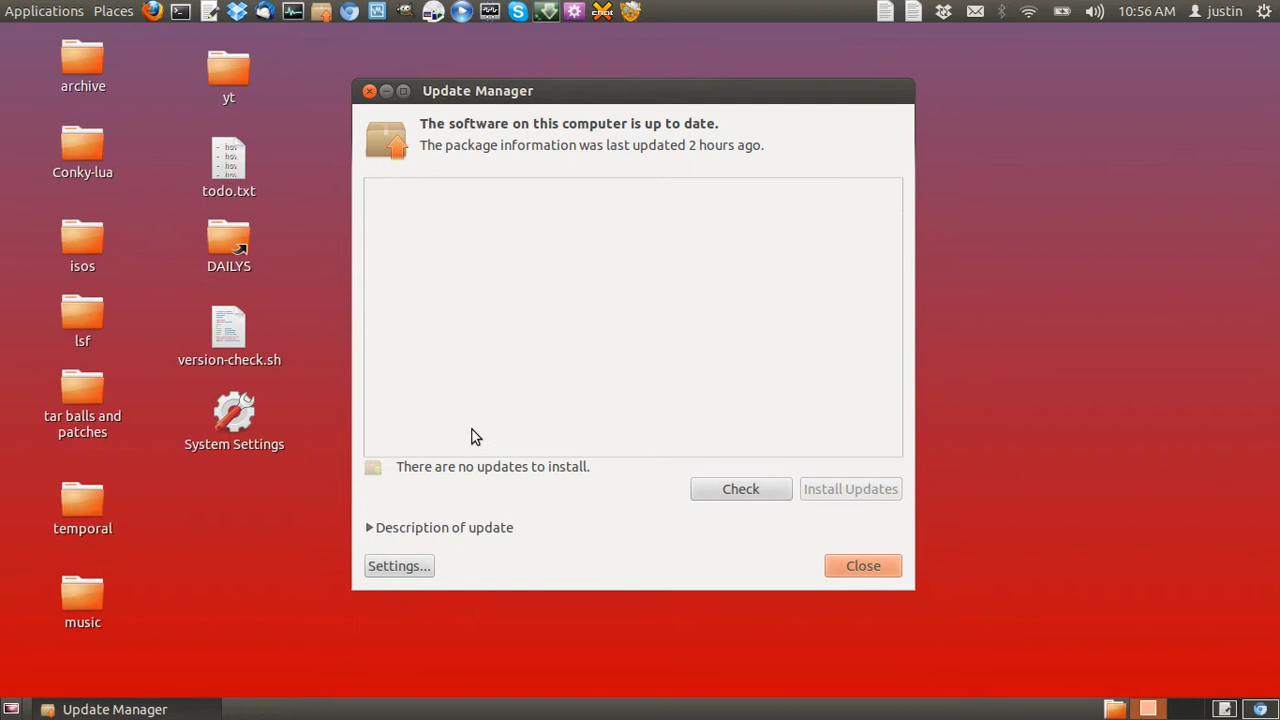 Applications Places
10:56 AM justin
archive
yt
Conky-lua
todo.txt
isos
DAILYS
lsf
version-check.sh
tar balls and
patches
System Settings
temporal
music
Update Manager
The software on this computer is up to date.
The package information was last updated 2 hours ago.
There are no updates to install.
Check
Install Updates
Description of update
Settings...
Close
Update Manager